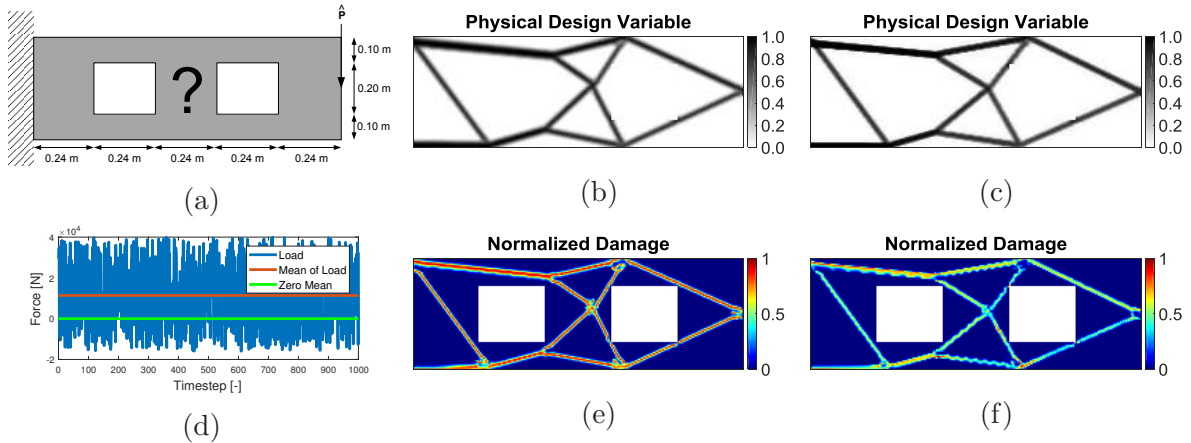 P̂
0.10 m
0.20 m
0.10 m
?
0.24 m 0.24 m 0.24 m 0.24 m 0.24 m
(a)
Physical Design Variable
1.0
0.8
0.6
0.4
0.2
0.0
(b)
Physical Design Variable
1.0
0.8
0.6
0.4
0.2
0.0
(c)
×10⁴
4
2
0
-2
Force [N]
Load
Mean of Load
Zero Mean
0 100 200 300 400 500 600 700 800 900 1000
Timestep [-]
(d)
Normalized Damage
1
0.5
0
(e)
Normalized Damage
1
0.5
0
(f)